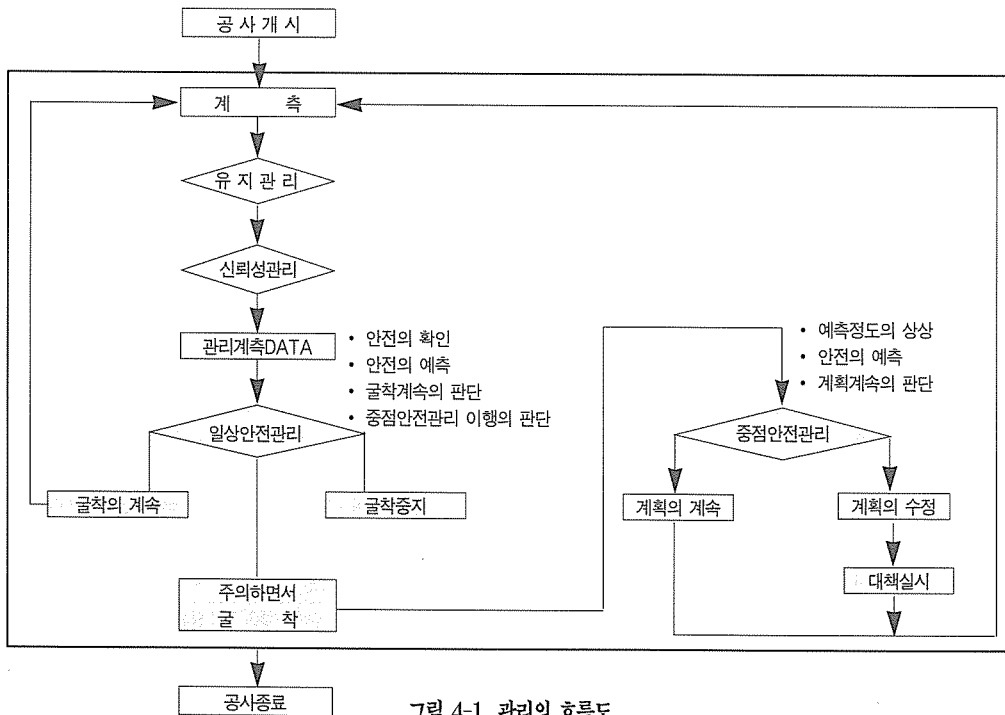 공사개시
계 측
유지관리
신뢰성관리
관리계측DATA
• 안전의 확인
• 안전의 예측
• 굴착계속의 판단
• 중점안전관리 이행의 판단
일상안전관리
굴착의 계속
굴착중지
주의하면서
굴 착
• 예측정도의 상상
• 안전의 예측
• 계획계속의 판단
중점안전관리
계획의 계속
계획의 수정
대책실시
공사종료
그림 4-1 관리의 흐름도